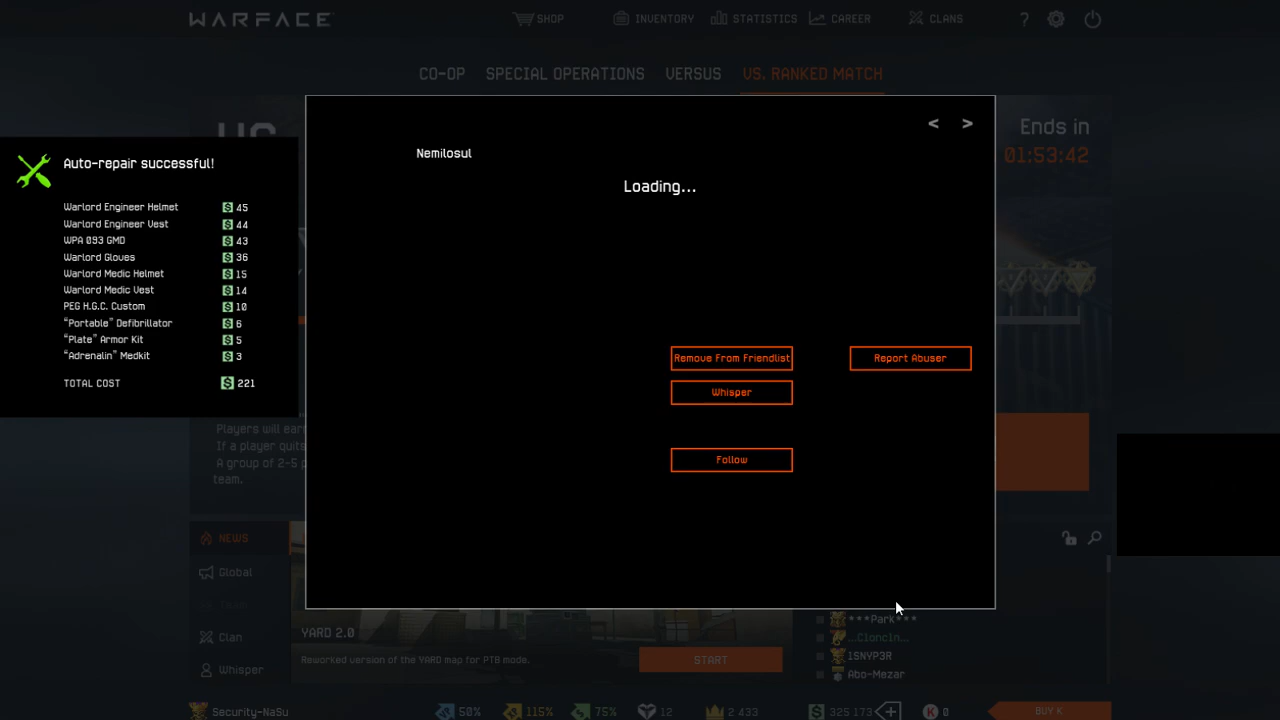 WARFACE
SHOP
INVENTORY
STATISTICS
CAREER
CLANS
?
CO-OP
SPECIAL OPERATIONS
VERSUS
VS. RANKED MATCH
< >
Ends in
01:53:42
Nemilosul
Loading...
Auto-repair successful!
Warlord Engineer Helmet $ 45
Warlord Engineer Vest $ 44
WPA 093 GMD $ 43
Warlord Gloves $ 36
Warlord Medic Helmet $ 15
Warlord Medic Vest $ 14
PEG H.G.C. Custom $ 10
"Portable" Defibrillator $ 6
"Plate" Armor Kit $ 5
"Adrenalin" Medkit $ 3
TOTAL COST $ 221
Remove From Friendlist
Report Abuser
Whisper
Follow
Players will earn
If a player quits
A group of 2-5 p
team.
NEWS
Global
Team
Clan
Whisper
YARD 2.0
Reworked version of the YARD map for PTB mode.
START
***Park***
...Cloncln...
1SNYP3R
Abo-Mezar
Security-NaSu
50%
115%
75%
12
2 433
$ 325 173
K 0
BUY K